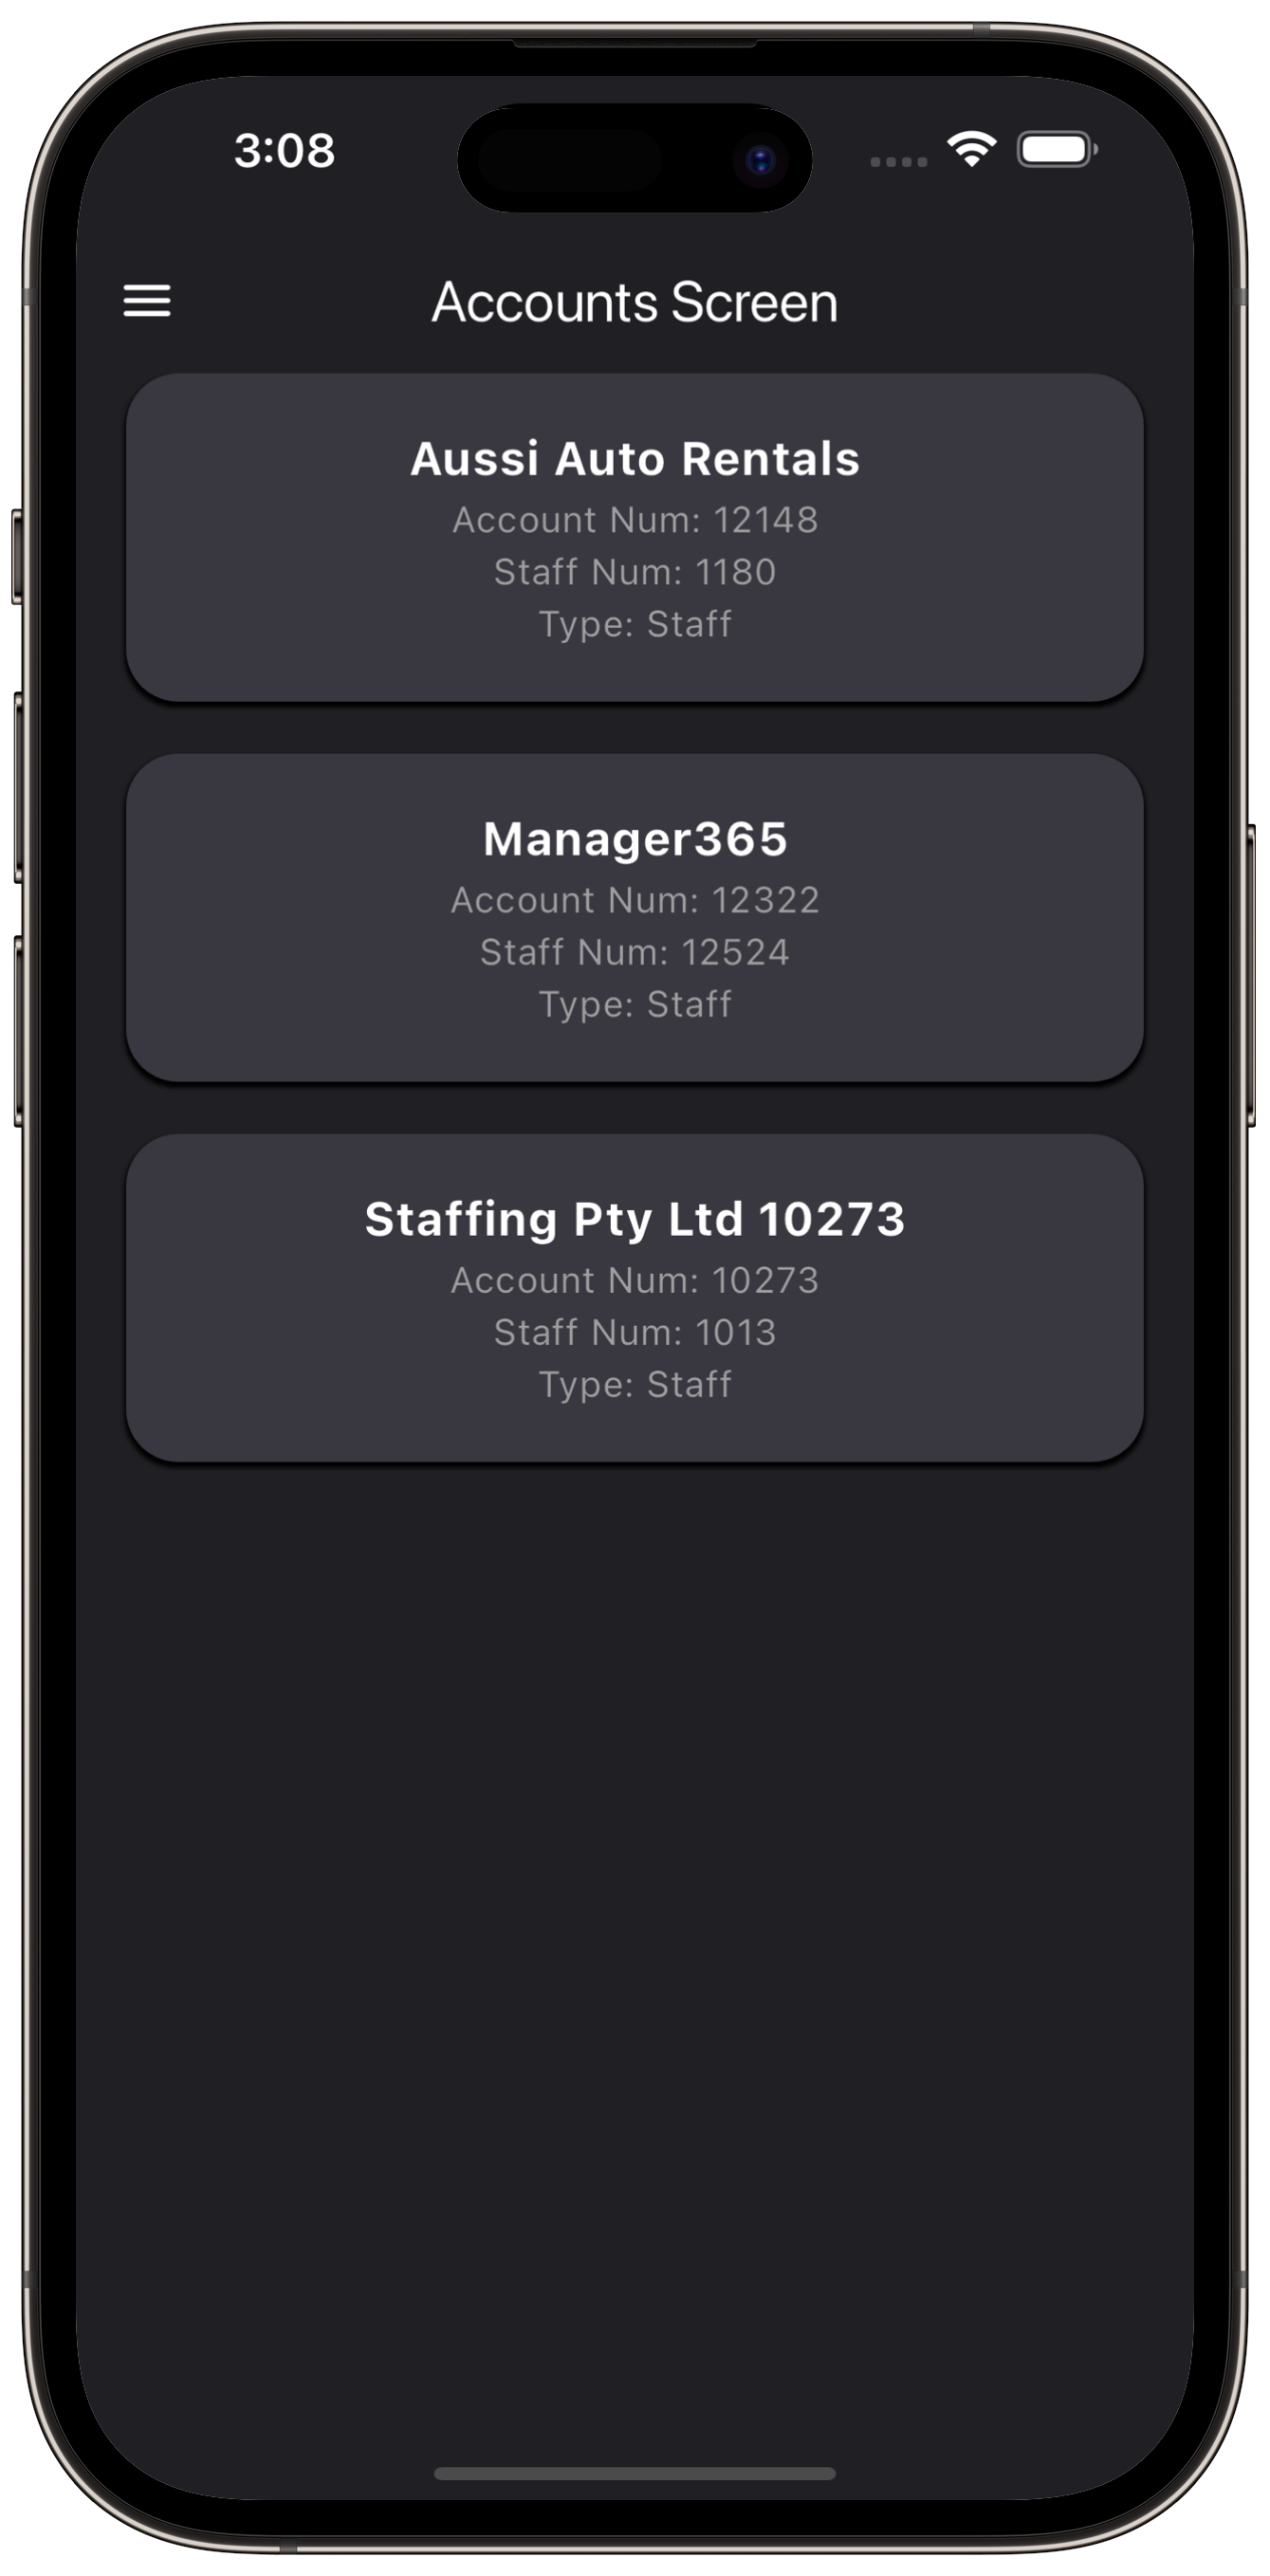 3:08
Accounts Screen
Aussi Auto Rentals
Account Num: 12148
Staff Num: 1180
Type: Staff
Manager365
Account Num: 12322
Staff Num: 12524
Type: Staff
Staffing Pty Ltd 10273
Account Num: 10273
Staff Num: 1013
Type: Staff